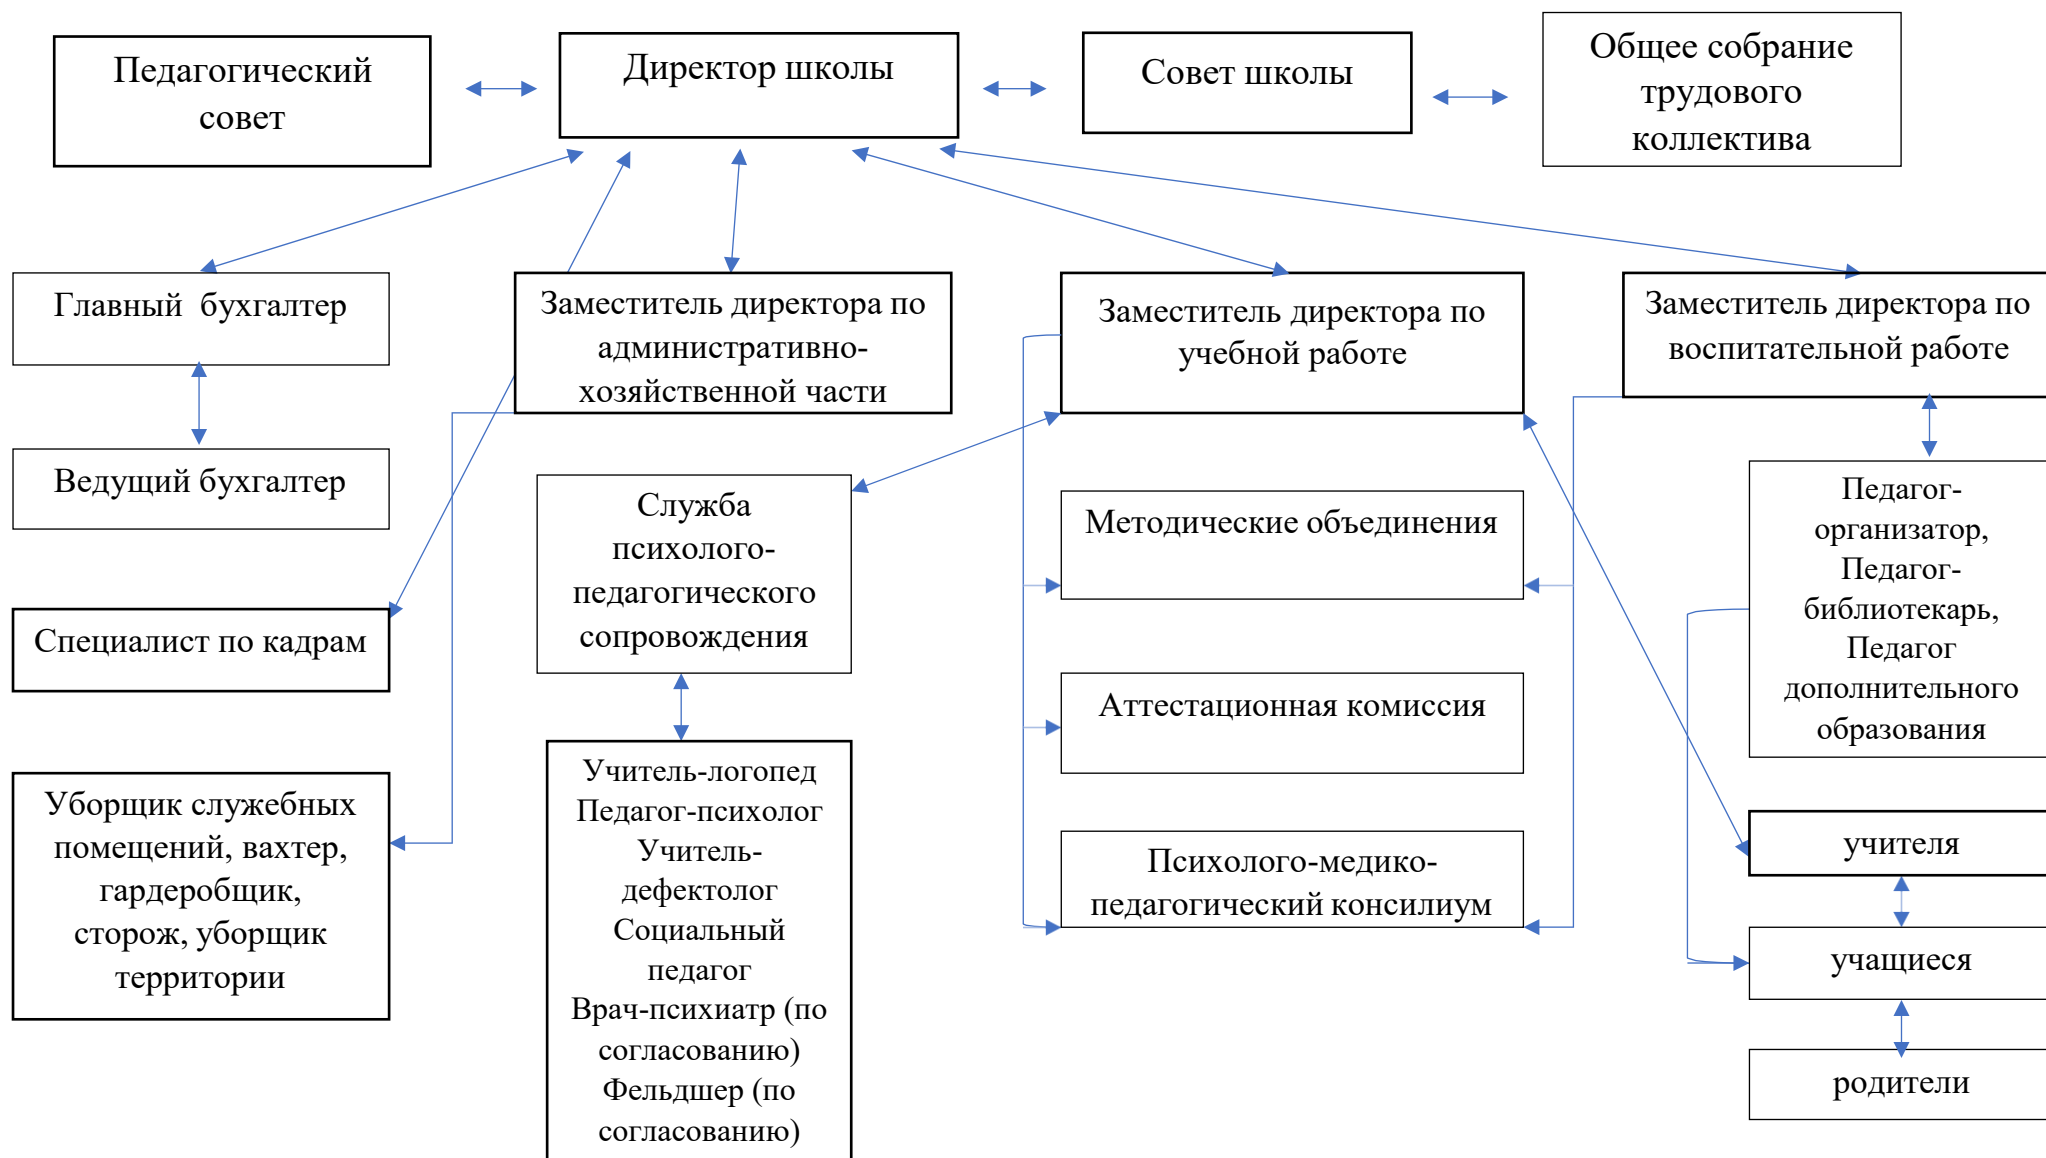 Педагогический
совет
Директор школы
Совет школы
Общее собрание
трудового
коллектива
Главный бухгалтер
Заместитель директора по
административно-
хозяйственной части
Заместитель директора по
учебной работе
Заместитель директора по
воспитательной работе
Ведущий бухгалтер
Служба
психолого-
педагогического
сопровождения
Методические объединения
Педагог-
организатор,
Педагог-
библиотекарь,
Педагог
дополнительного
образования
Специалист по кадрам
Аттестационная комиссия
Уборщик служебных
помещений, вахтер,
гардеробщик,
сторож, уборщик
территории
Учитель-логопед
Педагог-психолог
Учитель-
дефектолог
Социальный
педагог
Врач-психиатр (по
согласованию)
Фельдшер (по
согласованию)
Психолого-медико-
педагогический консилиум
учителя
учащиеся
родители